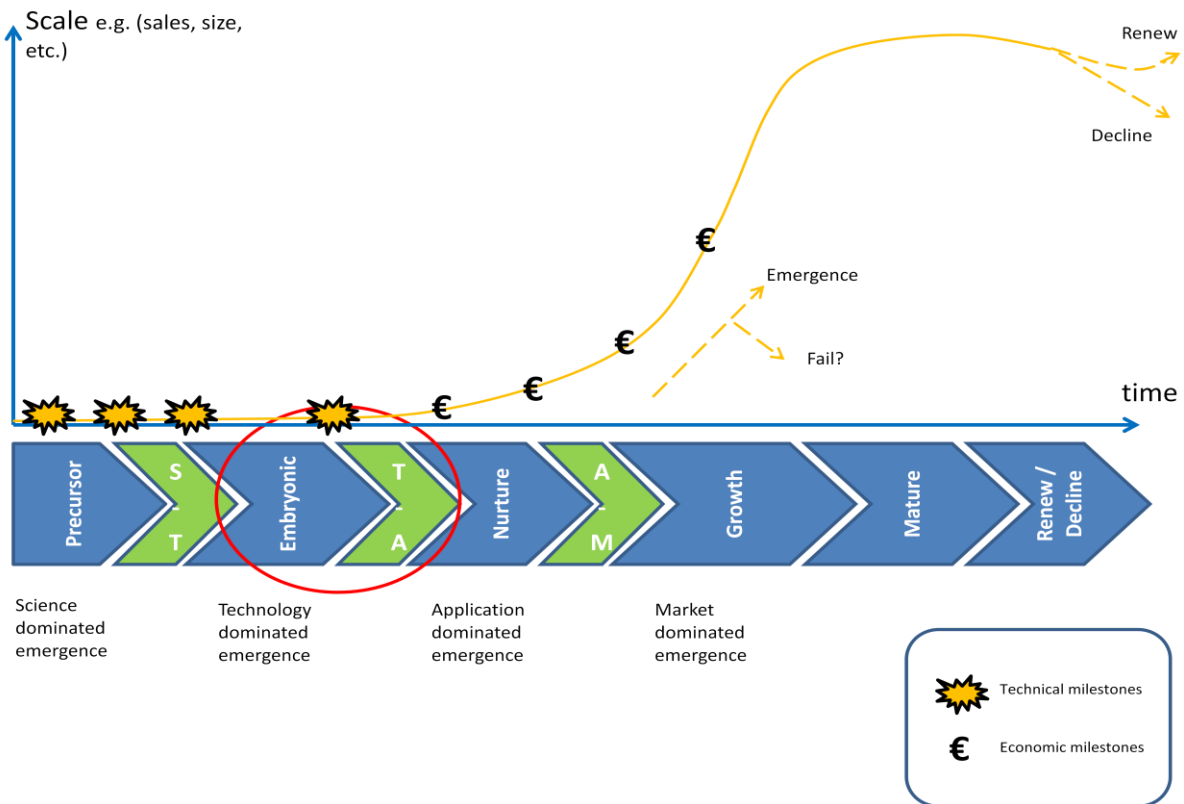 Scale e.g. (sales, size,
etc.)
Renew
Decline
€
Emergence
€
Fail?
€
€
time
Precursor
S
-
T
Embryonic
T
-
A
Nurture
A
-
M
Growth
Mature
Renew /
Decline
Science
dominated
emergence
Technology
dominated
emergence
Application
dominated
emergence
Market
dominated
emergence
Technical milestones
€ Economic milestones